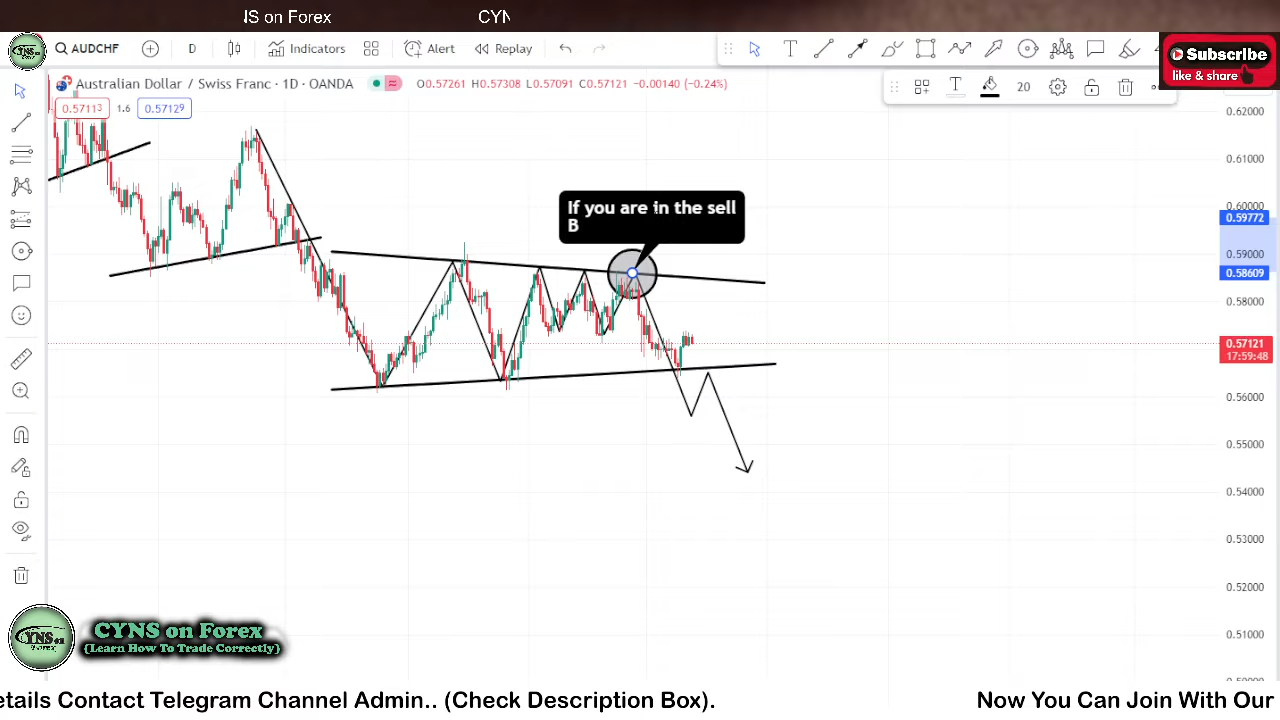 IS on Forex CYN
AUDCHF D Indicators Alert Replay
Subscribe
like & share
Australian Dollar / Swiss Franc · 1D · OANDA O0.57261 H0.57308 L0.57091 C0.57121 −0.00140 (−0.24%)
20
0.57113 1.6 0.57129
0.62000
0.61000
0.60000
0.59772
0.59000
0.58609
0.58000
0.57121
17:59:48
0.56000
0.55000
0.54000
0.53000
0.52000
0.51000
If you are in the sell
B
CYNS on Forex
{Learn How To Trade Correctly}
CYNS on
Forex
etails Contact Telegram Channel Admin.. (Check Description Box). Now You Can Join With Our